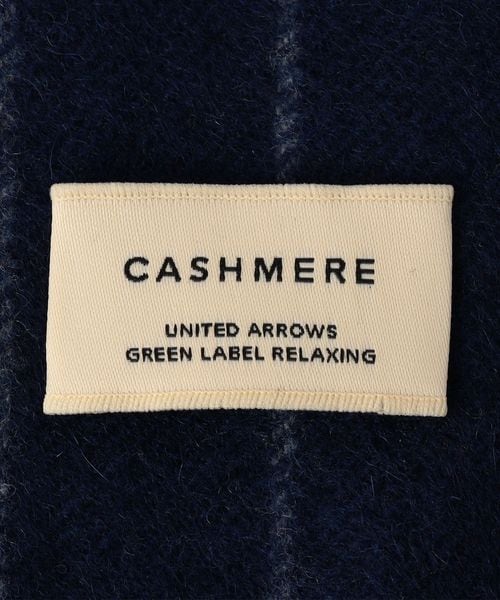 CASHMERE
UNITED ARROWS
GREEN LABEL RELAXING